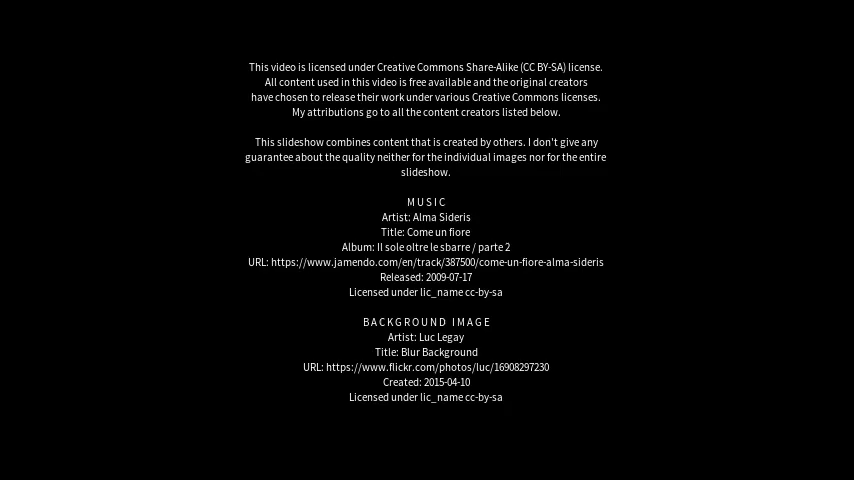 This video is licensed under Creative Commons Share-Alike (CC BY-SA) license.
All content used in this video is free available and the original creators
have chosen to release their work under various Creative Commons licenses.
My attributions go to all the content creators listed below.
This slideshow combines content that is created by others. I don't give any
guarantee about the quality neither for the individual images nor for the entire
slideshow.
MUSIC
Artist: Alma Sideris
Title: Come un fiore
Album: Il sole oltre le sbarre / parte 2
URL: https://www.jamendo.com/en/track/387500/come-un-fiore-alma-sideris
Released: 2009-07-17
Licensed under lic_name cc-by-sa
BACKGROUND IMAGE
Artist: Luc Legay
Title: Blur Background
URL: https://www.flickr.com/photos/luc/16908297230
Created: 2015-04-10
Licensed under lic_name cc-by-sa